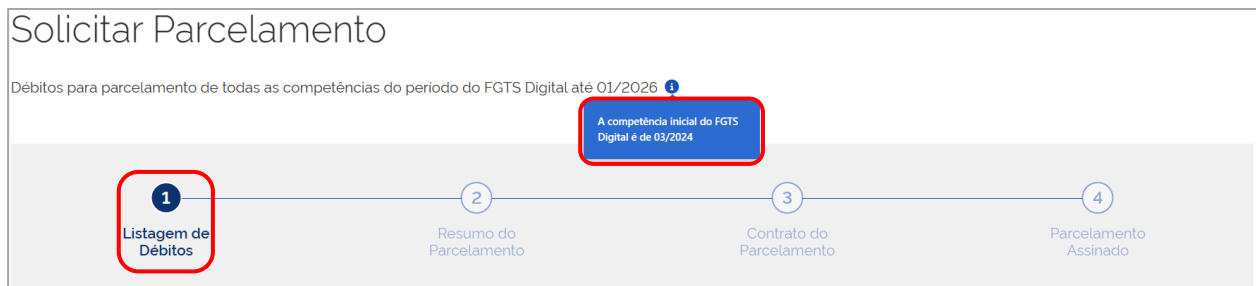 Solicitar Parcelamento
Débitos para parcelamento de todas as competências do período do FGTS Digital até 01/2026 i
A competência inicial do FGTS
Digital é de 03/2024
1
2
3
4
Listagem de
Débitos
Resumo do
Parcelamento
Contrato do
Parcelamento
Parcelamento
Assinado